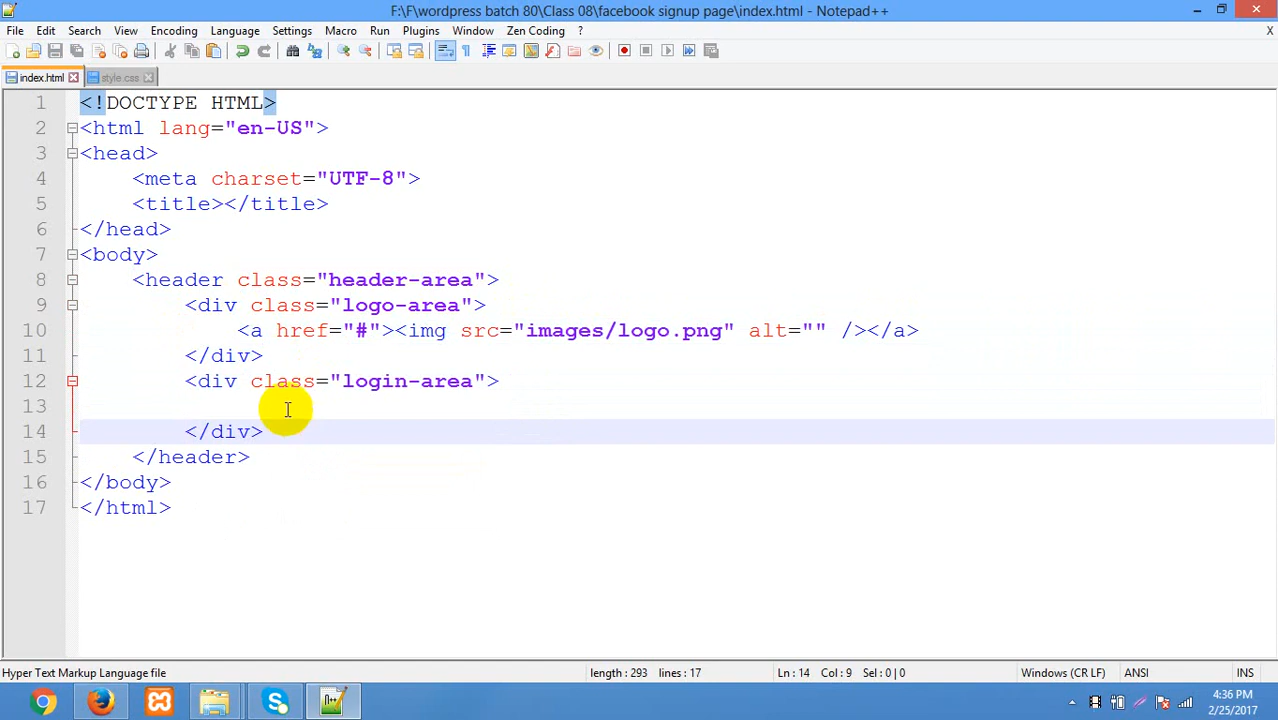 F:\F\wordpress batch 80\Class 08\facebook signup page\index.html - Notepad++
File Edit Search View Encoding Language Settings Macro Run Plugins Window Zen Coding ? X
index.html style.css
1 <!DOCTYPE HTML>
2 <html lang="en-US">
3 <head>
4 <meta charset="UTF-8">
5 <title></title>
6 </head>
7 <body>
8 <header class="header-area">
9 <div class="logo-area">
10 <a href="#"><img src="images/logo.png" alt="" /></a>
11 </div>
12 <div class="login-area">
13
14 </div>
15 </header>
16 </body>
17 </html>
Hyper Text Markup Language file length : 293 lines : 17 Ln : 14 Col : 9 Sel : 0 | 0 Windows (CR LF) ANSI INS
4:36 PM
2/25/2017